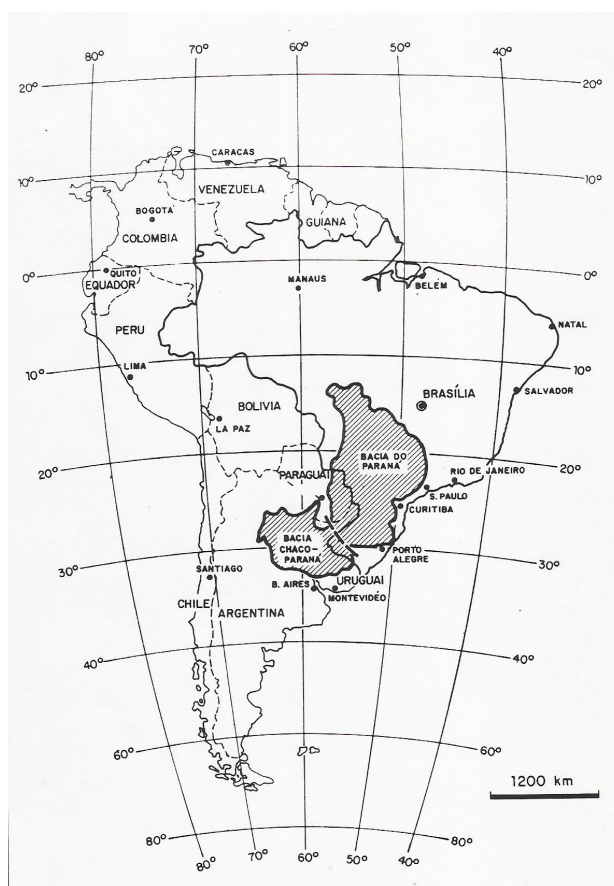 80° 70° 60° 50° 40°
20° 20°
CARACAS
10° 10°
VENEZUELA
BOGOTÁ
GUIANA
COLOMBIA
0° QUITO 0°
EQUADOR
MANAUS
BELÉM
PERU
NATAL
LIMA
10° 10°
BRASÍLIA
SALVADOR
BOLIVIA
LA PAZ
BACIA DO
PARANÁ
20° PARAGUAI RIO DE JANEIRO 20°
S. PAULO
CURITIBA
BACIA
CHACO-
PARANÁ
PORTO
ALEGRE
30° 30°
SANTIAGO
B. AIRES
URUGUAI
MONTEVIDÉO
CHILE
ARGENTINA
40° 40°
60° 60°
1200 km
80° 80°
80° 70° 60° 50° 40°